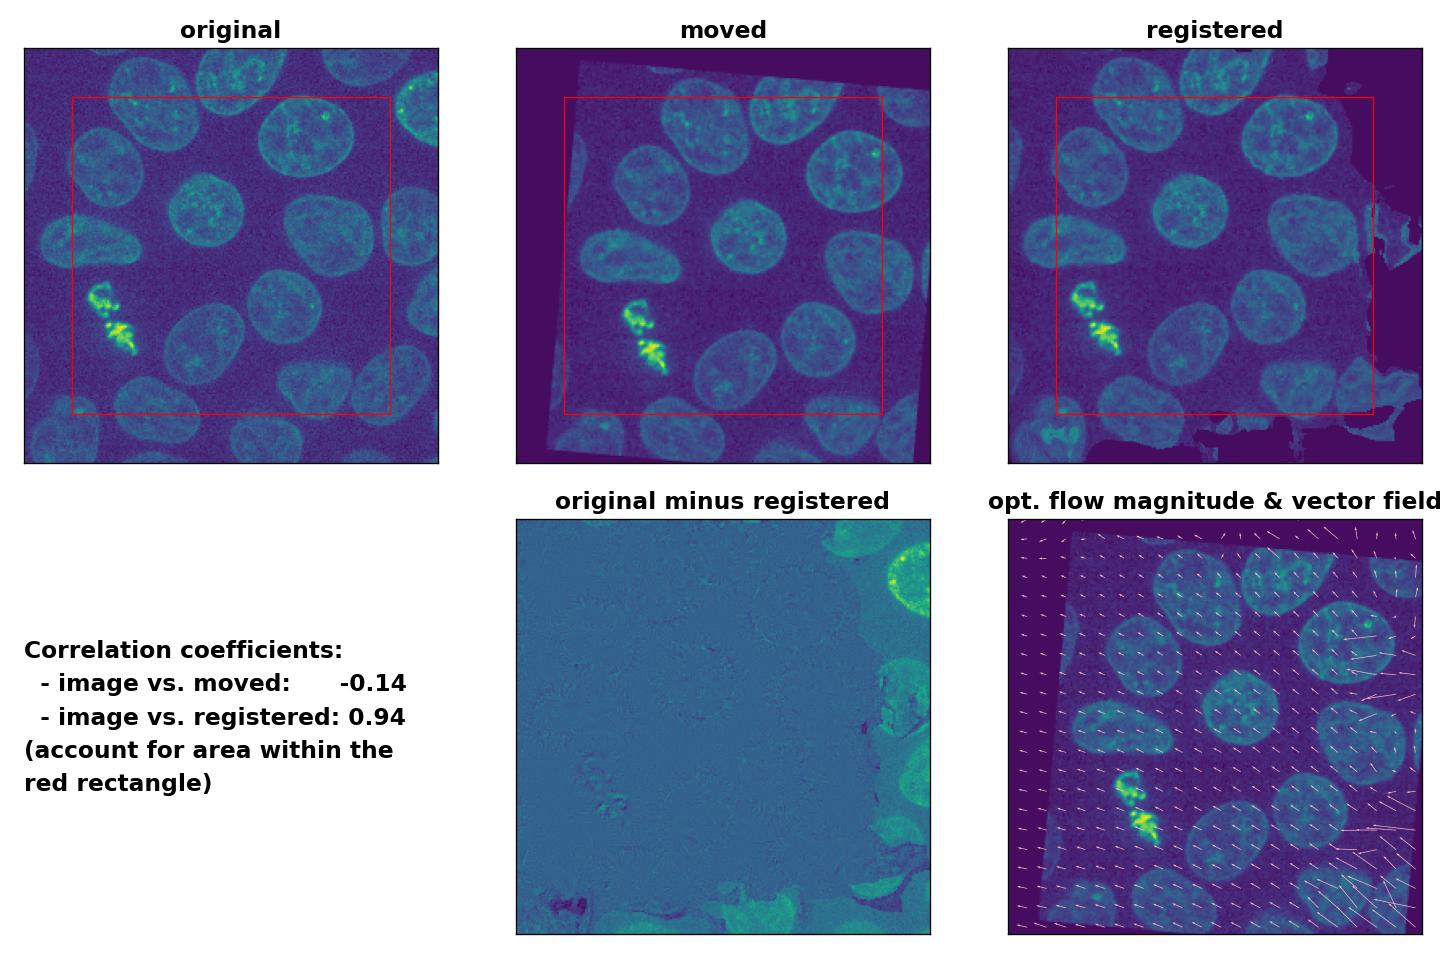 original
moved
registered
original minus registered
opt. flow magnitude & vector field
Correlation coefficients:
- image vs. moved: -0.14
- image vs. registered: 0.94
(account for area within the
red rectangle)